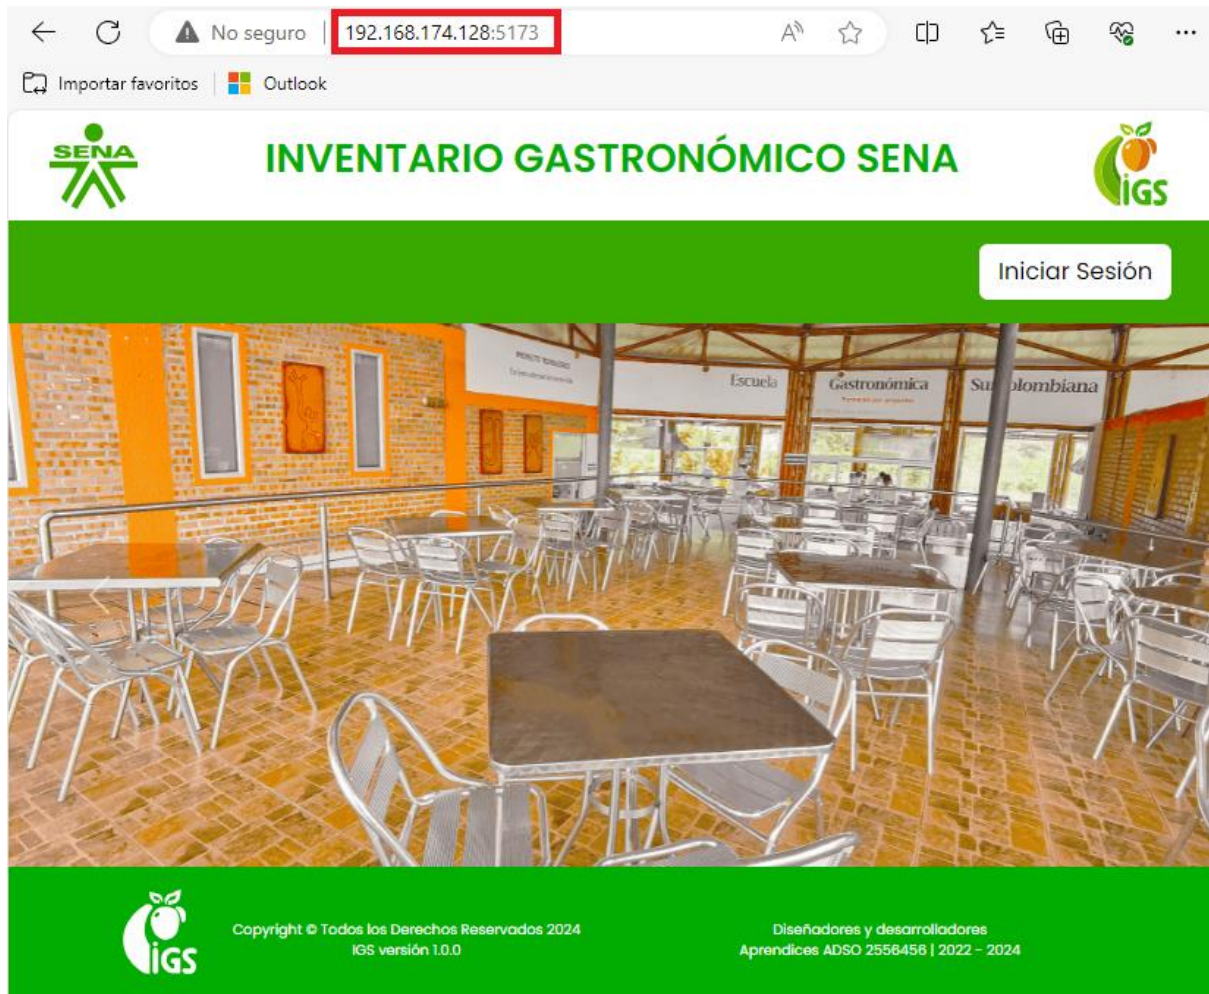 No seguro
192.168.174.128:5173
Importar favoritos
Outlook
SENA
INVENTARIO GASTRONÓMICO SENA
iGS
Iniciar Sesión
Escuela
Gastronómica
Surcolombiana
iGS
Copyright © Todos los Derechos Reservados 2024
IGS versión 1.0.0
Diseñadores y desarrolladores
Aprendices ADSO 2556456 | 2022 - 2024